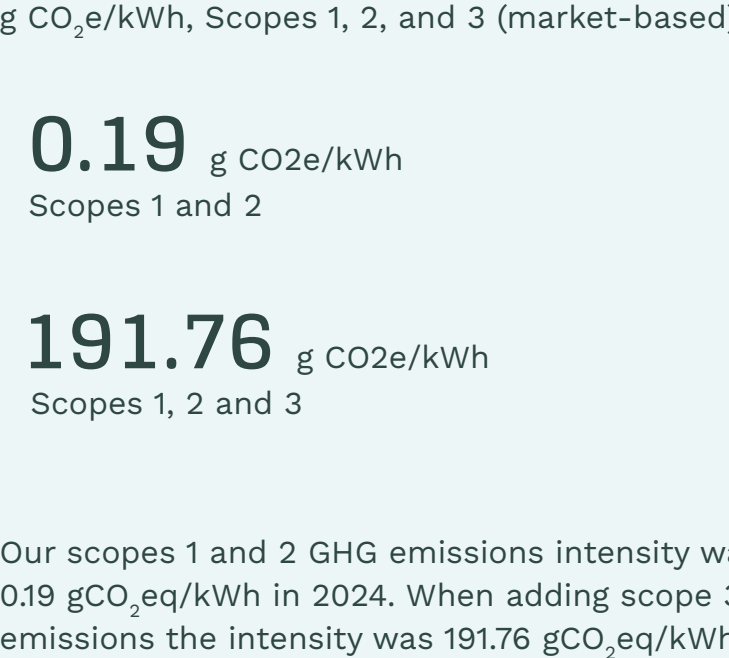 g CO₂e/kWh, Scopes 1, 2, and 3 (market-based)
0.19 g CO2e/kWh
Scopes 1 and 2
191.76 g CO2e/kWh
Scopes 1, 2 and 3
Our scopes 1 and 2 GHG emissions intensity
0.19 gCO₂eq/kWh in 2024. When adding scope 3
emissions the intensity was 191.76 gCO₂eq/kWh